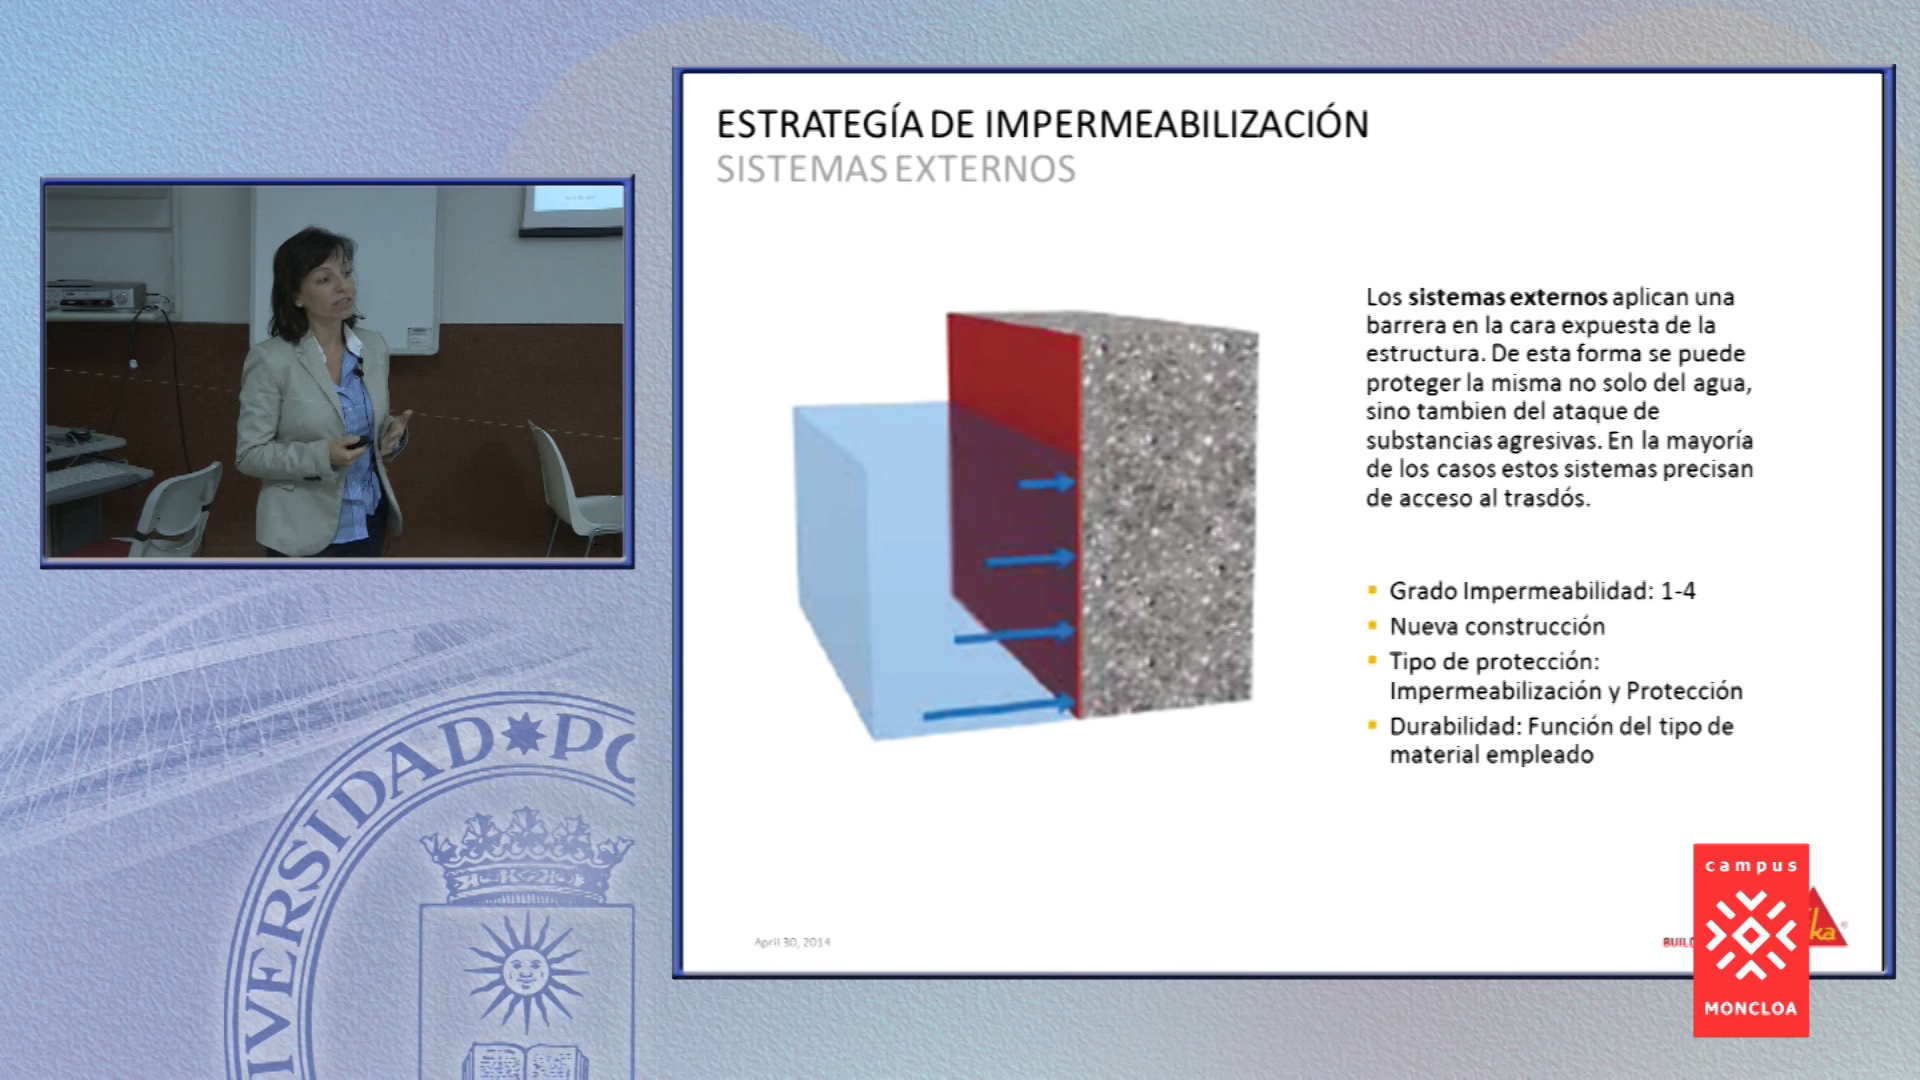 ESTRATEGÍA DE IMPERMEABILIZACIÓN
SISTEMAS EXTERNOS
Los sistemas externos aplican una
barrera en la cara expuesta de la
estructura. De esta forma se puede
proteger la misma no solo del agua,
sino tambien del ataque de
substancias agresivas. En la mayoría
de los casos estos sistemas precisan
de acceso al trasdós.
Grado Impermeabilidad: 1-4
Nueva construcción
Tipo de protección:
Impermeabilización y Protección
Durabilidad: Función del tipo de
material empleado
April 30, 2014
campus
MONCLOA